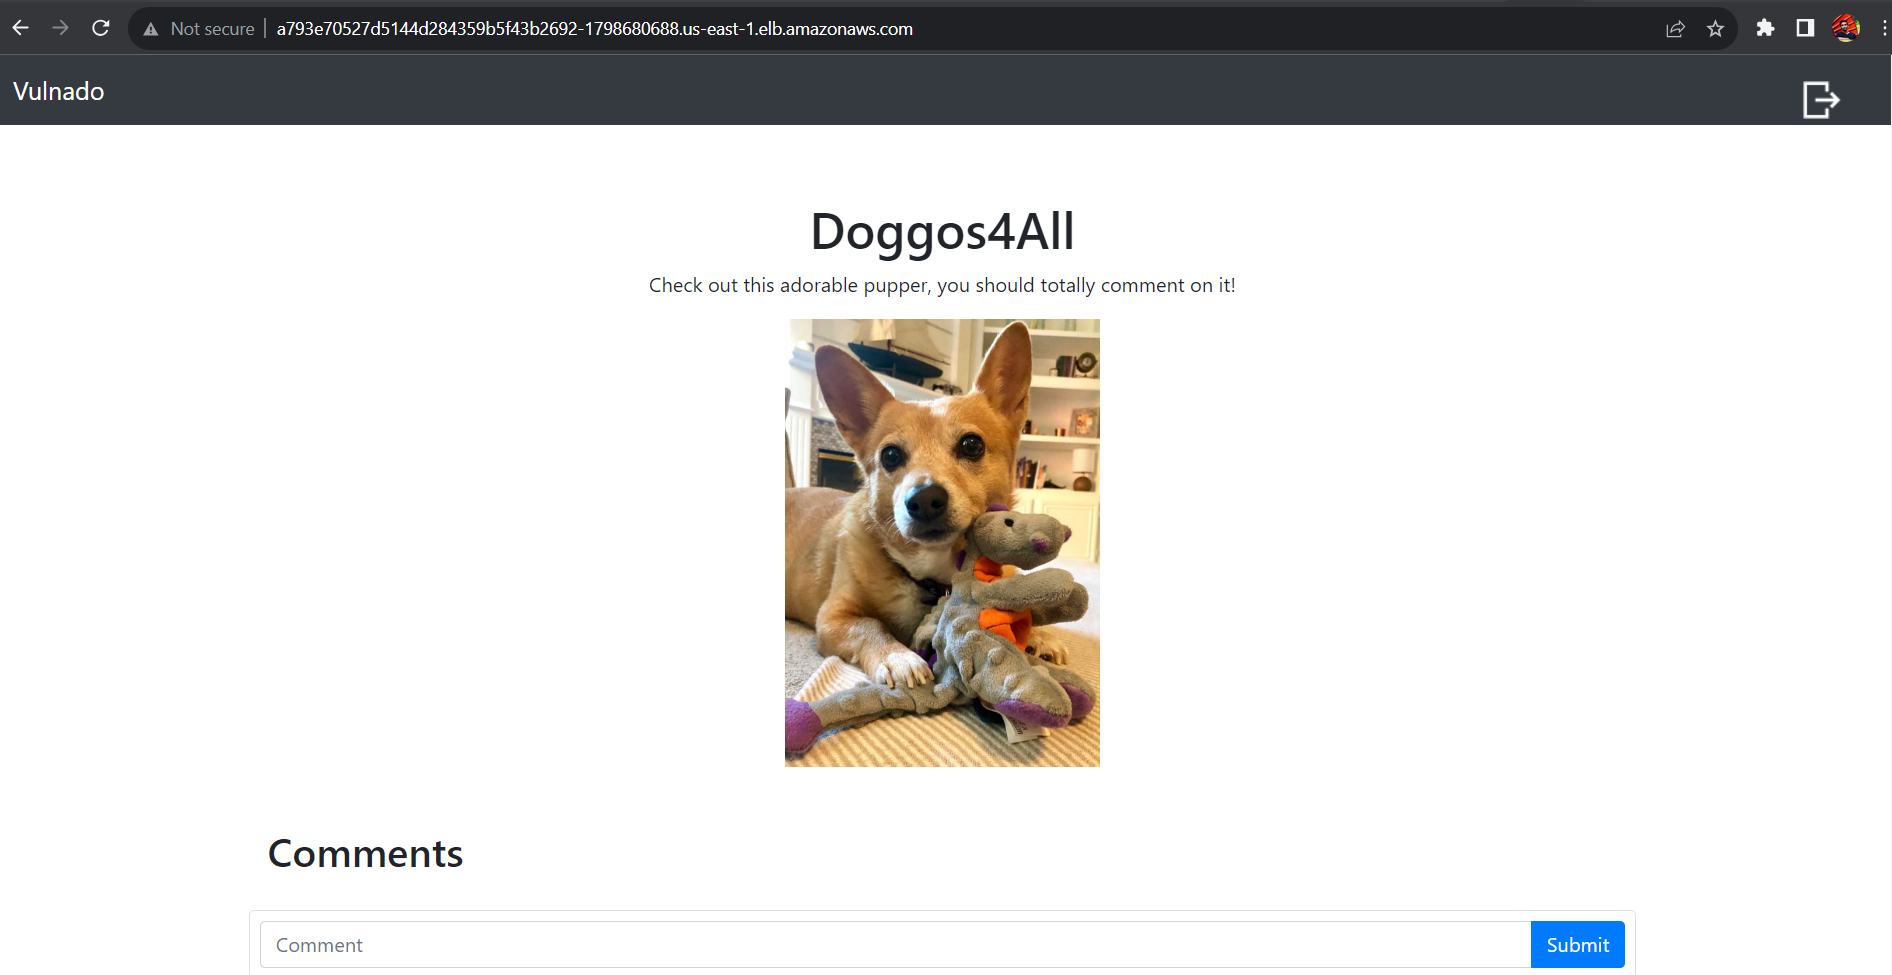 Not secure | a793e70527d5144d284359b5f43b2692-1798680688.us-east-1.elb.amazonaws.com
Vulnado
Doggos4All
Check out this adorable pupper, you should totally comment on it!
Comments
Comment
Submit